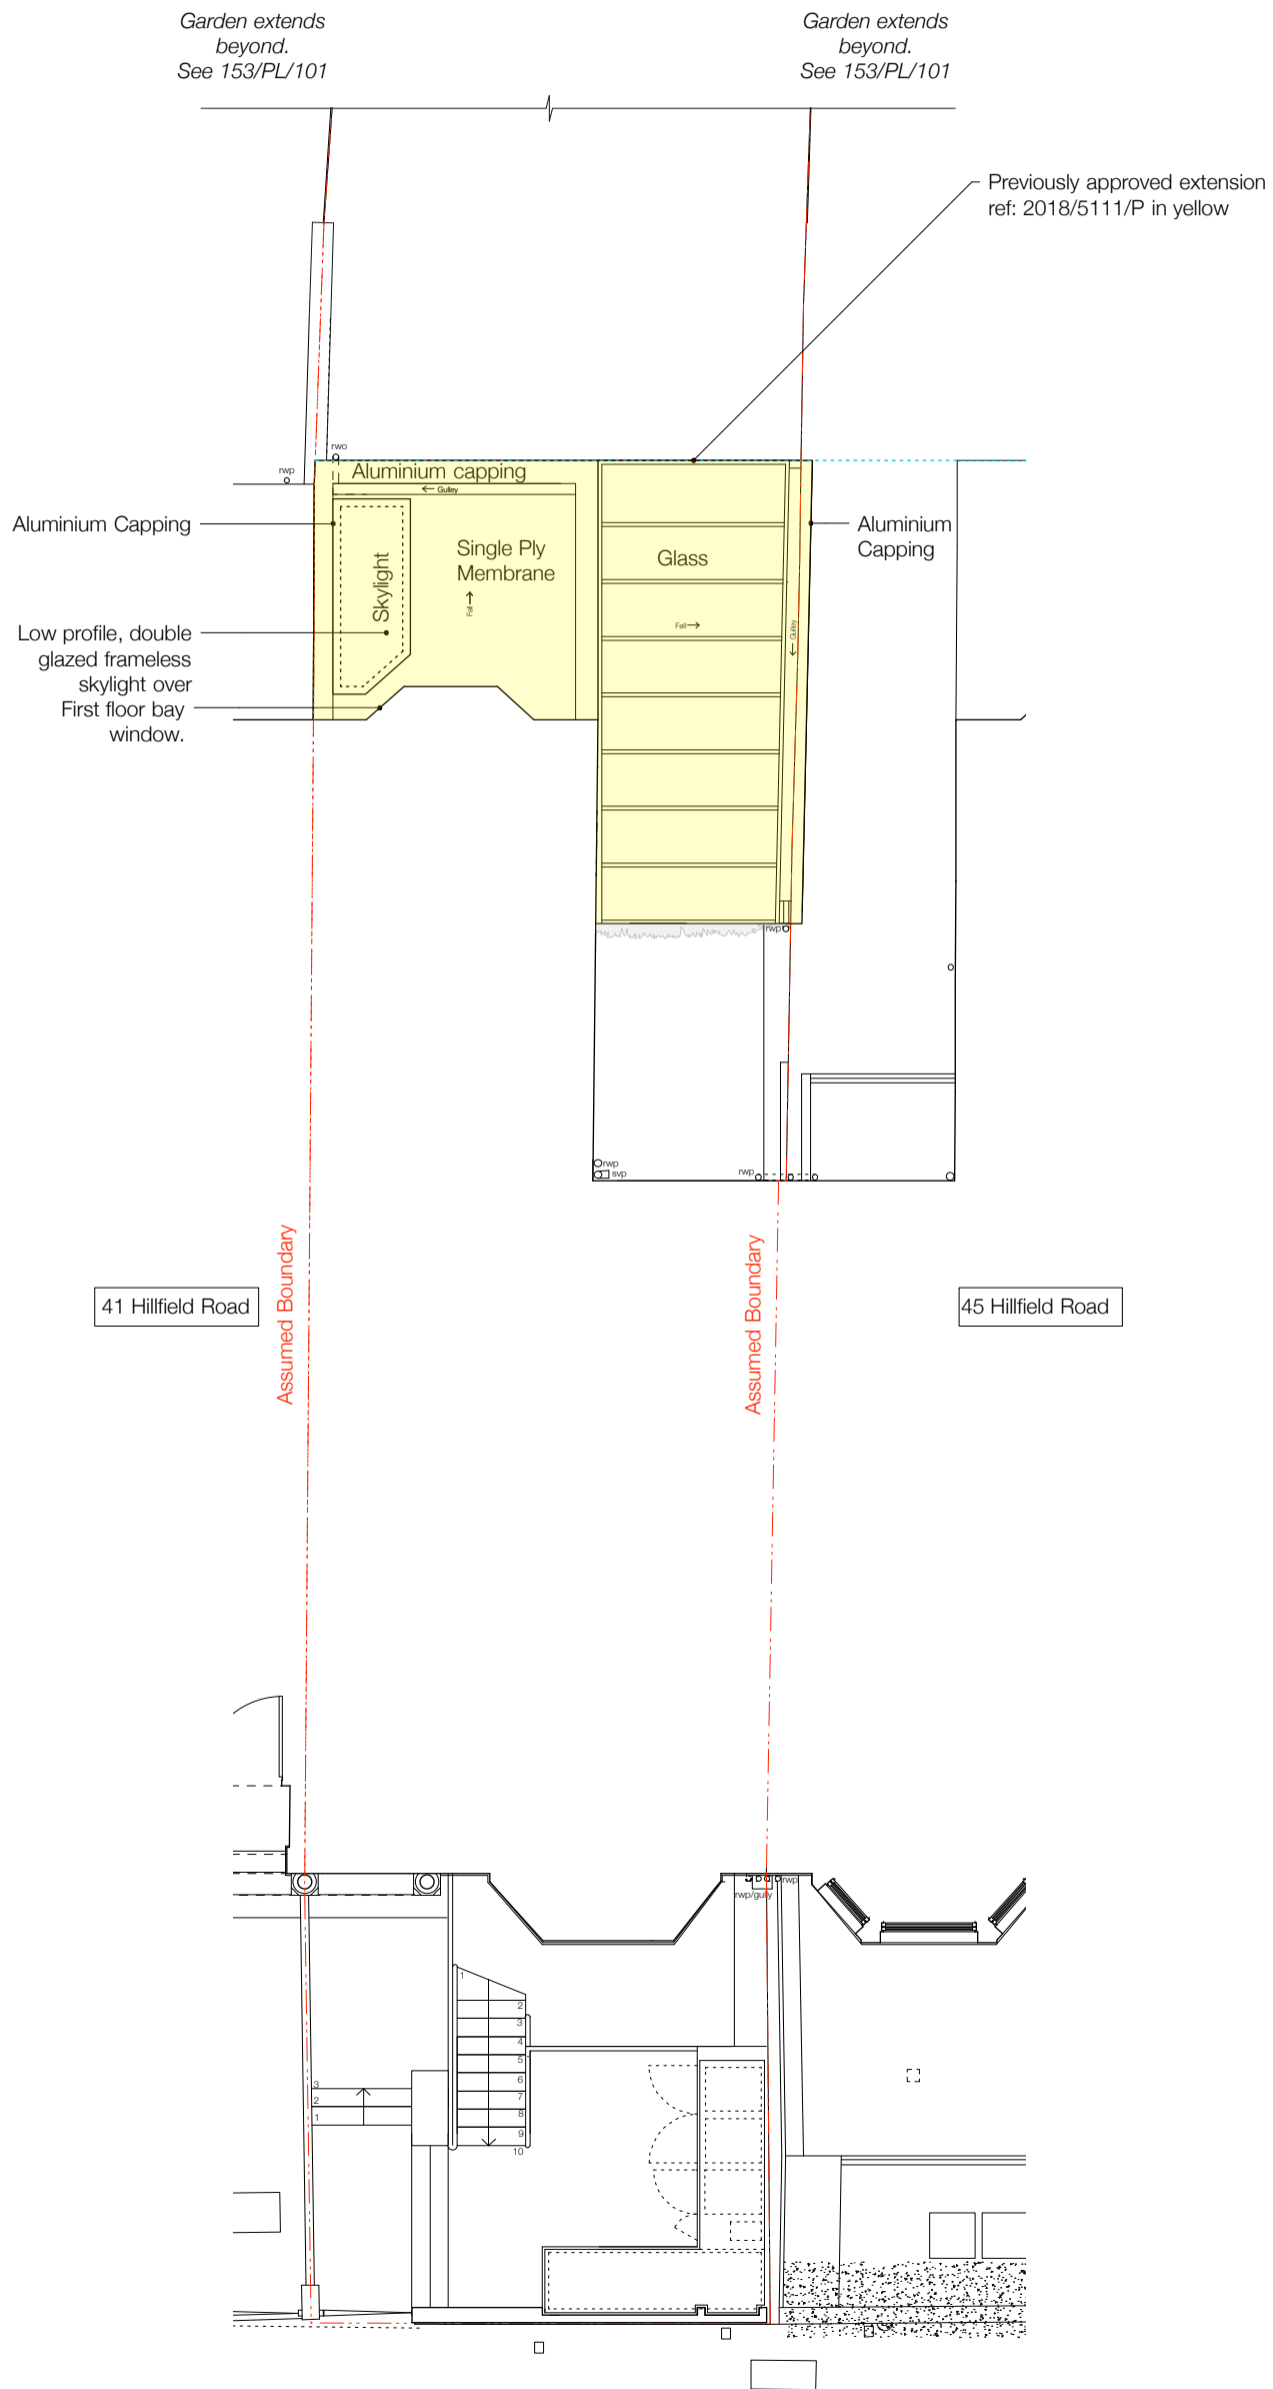 Garden extends
beyond.
See 153/PL/101
Garden extends
beyond.
See 153/PL/101
Previously approved extension
ref: 2018/5111/P in yellow
rwo
rwp
Aluminium capping
← Gulley
Aluminium Capping
Aluminium
Capping
Single Ply
Membrane
Glass
Skylight
Fall →
Fall →
← Gulley
Low profile, double
glazed frameless
skylight over
First floor bay
window.
rwp
rwp
svp
rwp
Assumed Boundary
Assumed Boundary
41 Hillfield Road
45 Hillfield Road
rwp
rwp/gully
1
2
3
4
5
6
7
8
9
10
3
2
1